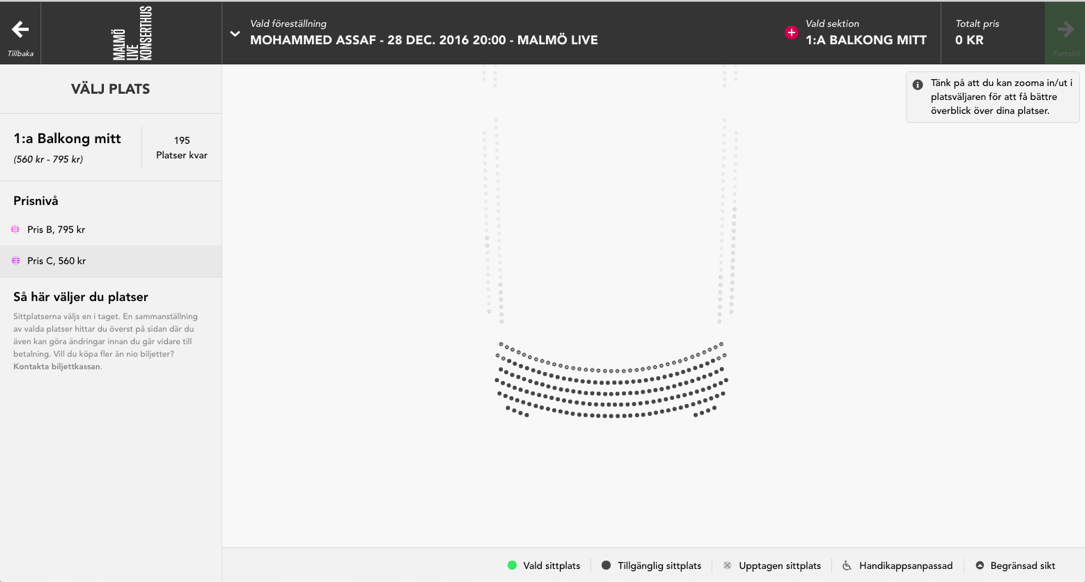 Tillbaka
MALMÖ
LIVE
KONSERTHUS
Vald föreställning
MOHAMMED ASSAF - 28 DEC. 2016 20:00 - MALMÖ LIVE
Vald sektion
1:A BALKONG MITT
Totalt pris
0 KR
Fortsätt
VÄLJ PLATS
1:a Balkong mitt
(560 kr - 795 kr)
195
Platser kvar
Prisnivå
Pris B, 795 kr
Pris C, 560 kr
Så här väljer du platser
Sittplatserna väljs en i taget. En sammanställning
av valda platser hittar du överst på sidan där du
även kan göra ändringar innan du går vidare till
betalning. Vill du köpa fler än nio biljetter?
Kontakta biljettkassan.
Tänk på att du kan zooma in/ut i
platsväljaren för att få bättre
överblick över dina platser.
Vald sittplats
Tillgänglig sittplats
Upptagen sittplats
Handikappsanpassad
Begränsad sikt